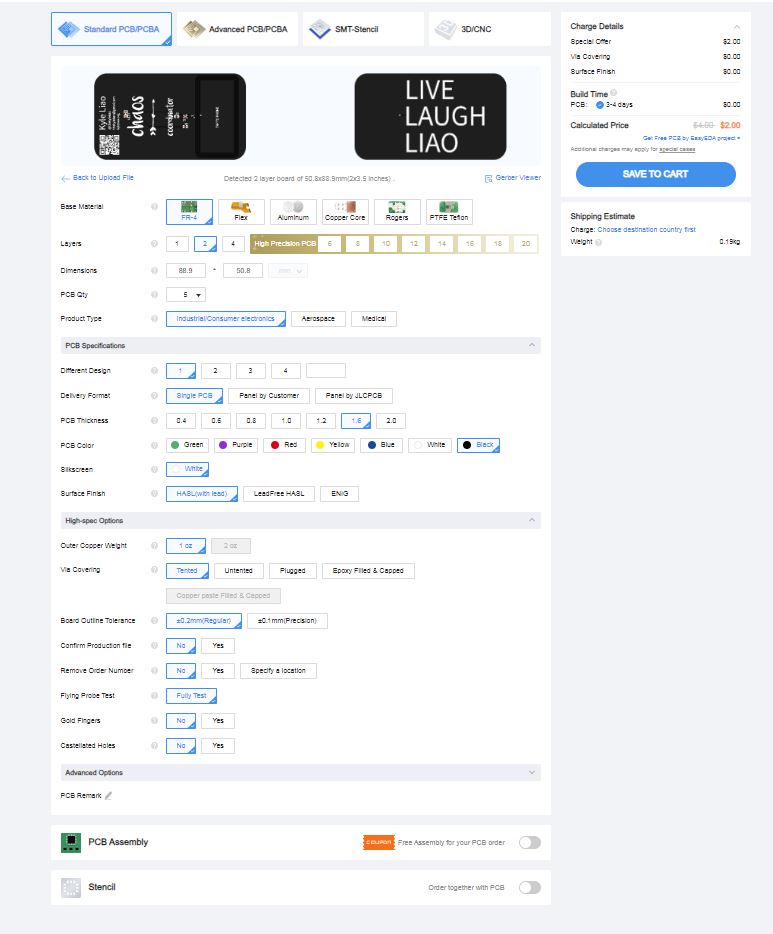 Standard PCB/PCBA
Advanced PCB/PCBA
SMT-Stencil
3D/CNC
Kyle Liao
chaos
coordinator
LIVE
LAUGH
LIAO
Back to Upload File
Detected 2 layer board of 50.8x88.9mm(2x3.5 inches) .
Gerber Viewer
Base Material
FR-4
Flex
Aluminum
Copper Core
Rogers
PTFE Teflon
Layers
1
2
4
High Precision PCB
6
8
10
12
14
16
18
20
Dimensions
88.9
*
50.8
mm
PCB Qty
5
Product Type
Industrial/Consumer electronics
Aerospace
Medical
PCB Specifications
Different Design
1
2
3
4
Delivery Format
Single PCB
Panel by Customer
Panel by JLCPCB
PCB Thickness
0.4
0.6
0.8
1.0
1.2
1.6
2.0
PCB Color
Green
Purple
Red
Yellow
Blue
White
Black
Silkscreen
White
Surface Finish
HASL(with lead)
LeadFree HASL
ENIG
High-spec Options
Outer Copper Weight
1 oz
2 oz
Via Covering
Tented
Untented
Plugged
Epoxy Filled & Capped
Copper paste Filled & Capped
Board Outline Tolerance
±0.2mm(Regular)
±0.1mm(Precision)
Confirm Production file
No
Yes
Remove Order Number
No
Yes
Specify a location
Flying Probe Test
Fully Test
Gold Fingers
No
Yes
Castellated Holes
No
Yes
Advanced Options
PCB Remark
PCB Assembly
COUPON
Free Assembly for your PCB order
Stencil
Order together with PCB
Charge Details
Special Offer
$2.00
Via Covering
$0.00
Surface Finish
$0.00
Build Time
PCB:
3-4 days
$0.00
Calculated Price
$4.00
$2.00
Get Free PCB by EasyEDA project »
Additional charges may apply for special cases
SAVE TO CART
Shipping Estimate
Charge: Choose destination country first
Weight
0.19kg